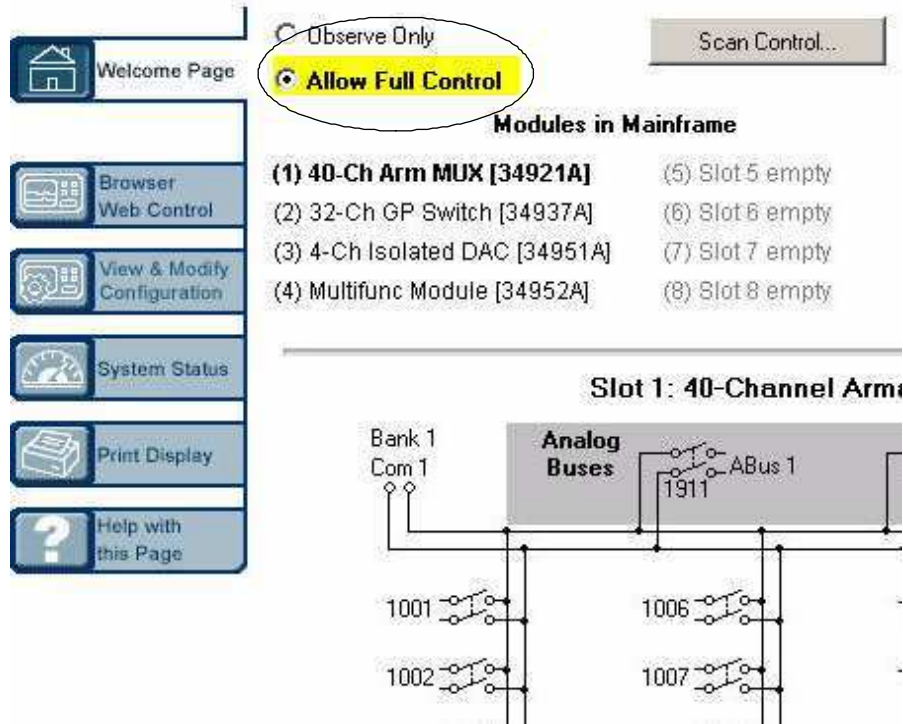 Observe Only
Scan Control...
Welcome Page
Allow Full Control
Modules in Mainframe
(1) 40-Ch Arm MUX [34921A]
(5) Slot 5 empty
Browser
Web Control
(2) 32-Ch GP Switch [34937A]
(6) Slot 6 empty
(3) 4-Ch Isolated DAC [34951A]
(7) Slot 7 empty
View & Modify
Configuration
(4) Multifunc Module [34952A]
(8) Slot 8 empty
System Status
Slot 1: 40-Channel Arma
Bank 1
Com 1
Analog
Buses
ABus 1
1911
Print Display
?
Help with
this Page
1001
1006
1002
1007